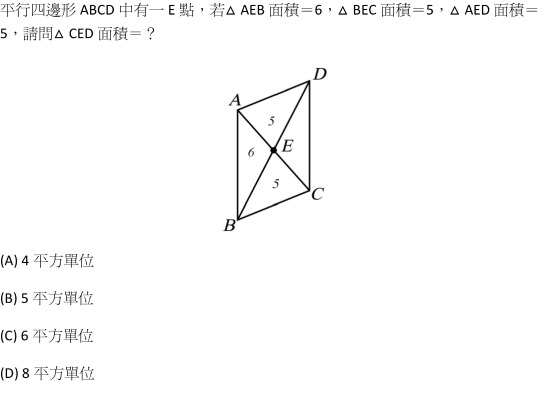 平行四邊形 ABCD 中有一 E 點，若△ AEB 面積＝6，△ BEC 面積＝5，△ AED 面積＝
5，請問△ CED 面積＝？
D
A
5
6
E
5
C
B
(A) 4 平方單位
(B) 5 平方單位
(C) 6 平方單位
(D) 8 平方單位